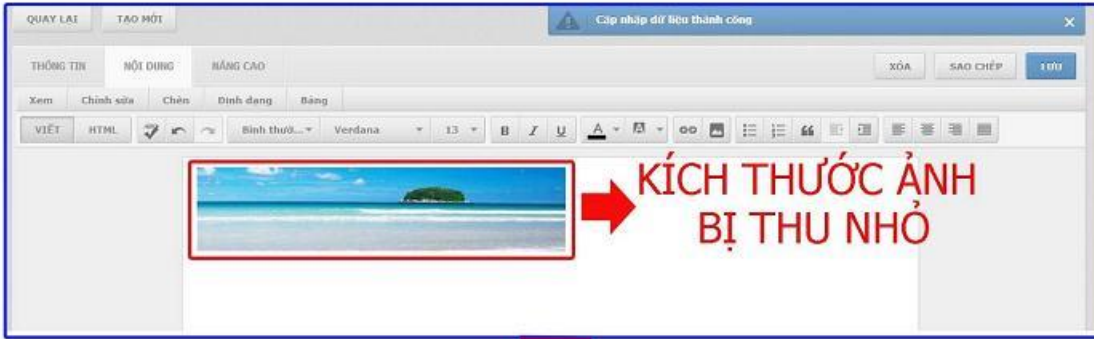 QUAY LẠI TẠO MỚI Cập nhập dữ liệu thành công
THÔNG TIN NỘI DUNG NÂNG CAO XÓA SAO CHÉP LƯU
Xem Chỉnh sửa Chèn Định dạng Bảng
VIẾT HTML Bình thườ... Verdana 13 B I U A A
KÍCH THƯỚC ẢNH
BỊ THU NHỎ